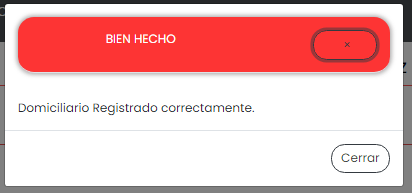 BIEN HECHO ×
Domiciliario Registrado correctamente.
Cerrar